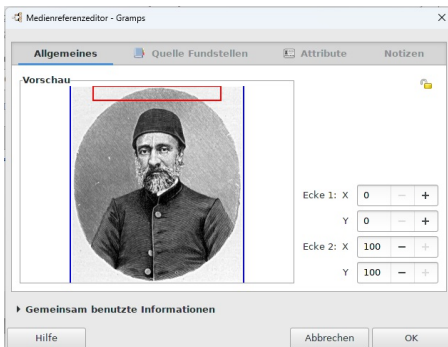 Medienreferenzeditor - Gramps
Allgemeines Quelle Fundstellen Attribute Notizen
Vorschau
Ecke 1: X 0 − +
Y 0 − +
Ecke 2: X 100 − +
Y 100 − +
Gemeinsam benutzte Informationen
Hilfe Abbrechen OK